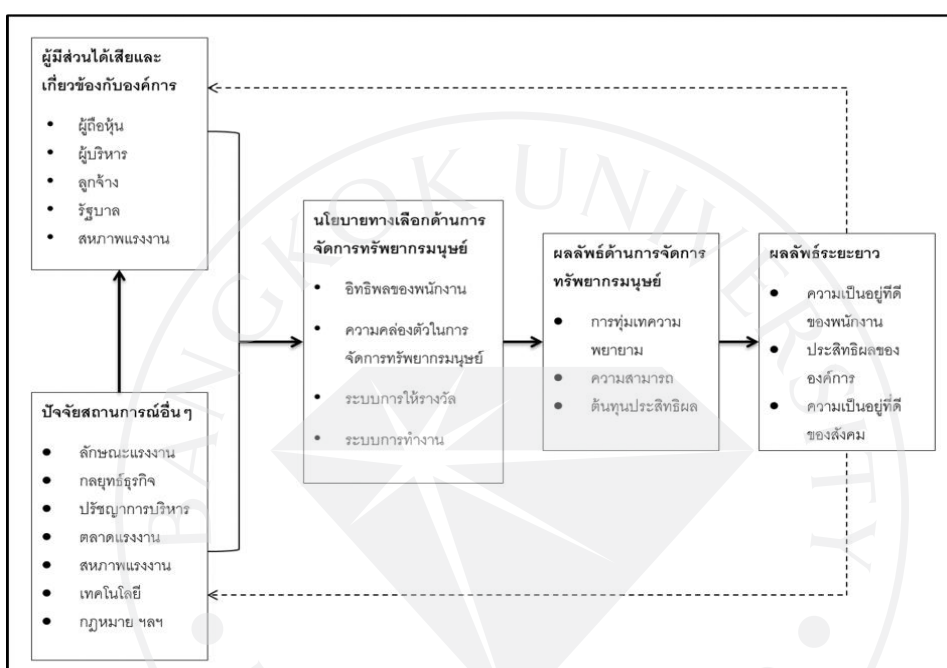 ผู้มีส่วนได้เสียและ
เกี่ยวข้องกับองค์การ
• ผู้ถือหุ้น
• ผู้บริหาร
• ลูกจ้าง
• รัฐบาล
• สหภาพแรงงาน
ปัจจัยสถานการณ์อื่นๆ
● ลักษณะแรงงาน
● กลยุทธ์ธุรกิจ
● ปรัชญาการบริหาร
● ตลาดแรงงาน
● สหภาพแรงงาน
● เทคโนโลยี
● กฎหมาย ฯลฯ
นโยบายทางเลือกด้านการ
จัดการทรัพยากรมนุษย์
• อิทธิพลของพนักงาน
• ความคล่องตัวในการ
จัดการทรัพยากรมนุษย์
• ระบบการให้รางวัล
• ระบบการทำงาน
ผลลัพธ์ด้านการจัดการ
ทรัพยากรมนุษย์
● การทุ่มเทความ
พยายาม
● ความสามารถ
● ต้นทุนประสิทธิผล
ผลลัพธ์ระยะยาว
● ความเป็นอยู่ที่ดี
ของพนักงาน
● ประสิทธิผลของ
องค์การ
● ความเป็นอยู่ที่ดี
ของสังคม
BANGKOK UNIVERSITY